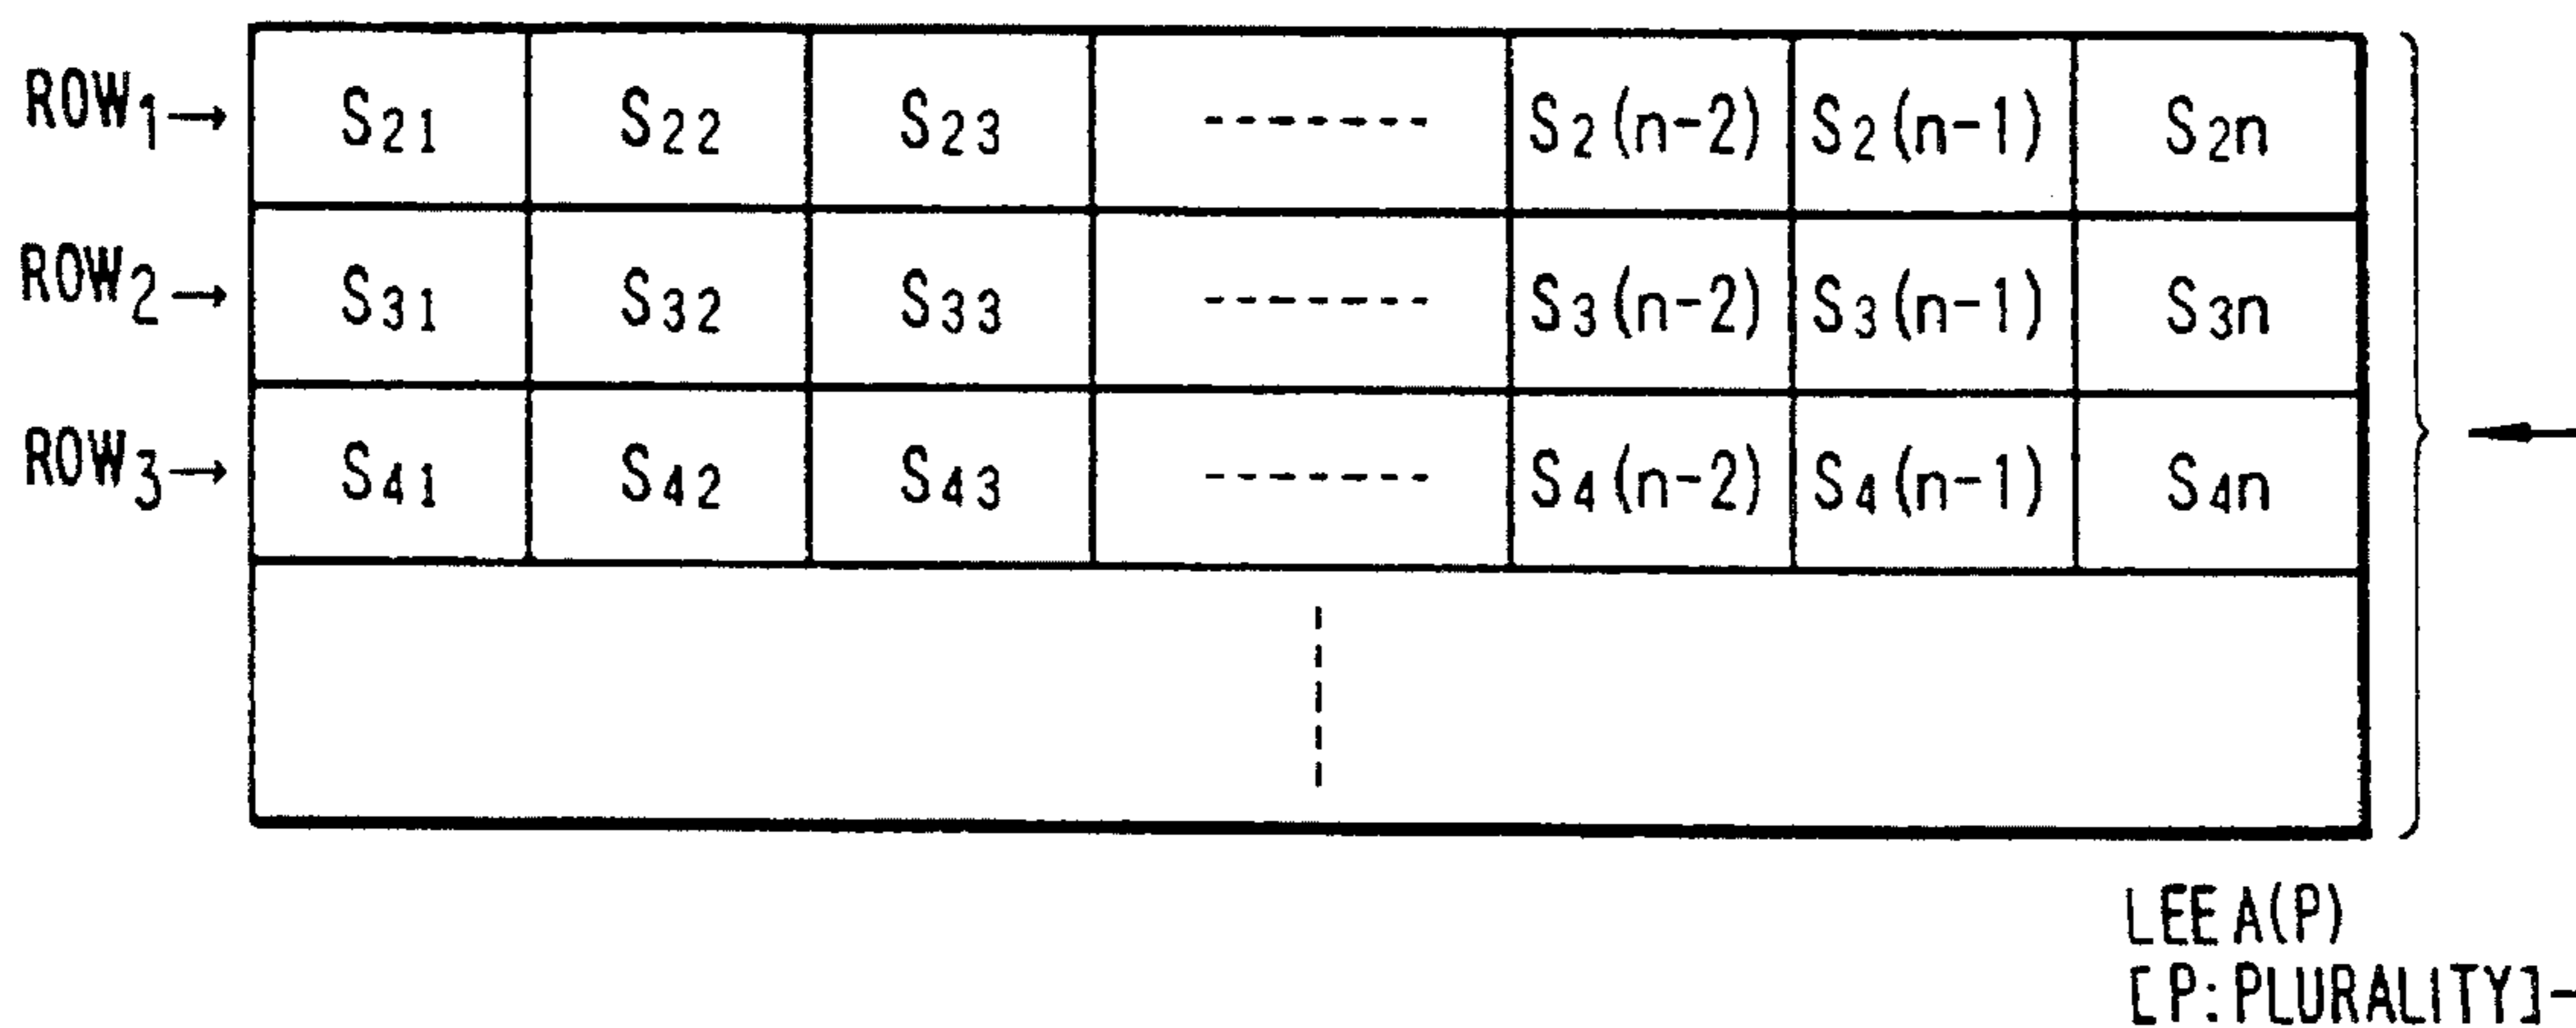 ROW1→ S21 S22 S23 ------- S2(n-2) S2(n-1) S2n
ROW2→ S31 S32 S33 ------- S3(n-2) S3(n-1) S3n
ROW3→ S41 S42 S43 ------- S4(n-2) S4(n-1) S4n
LEE A(P)
[P:PLURALITY]